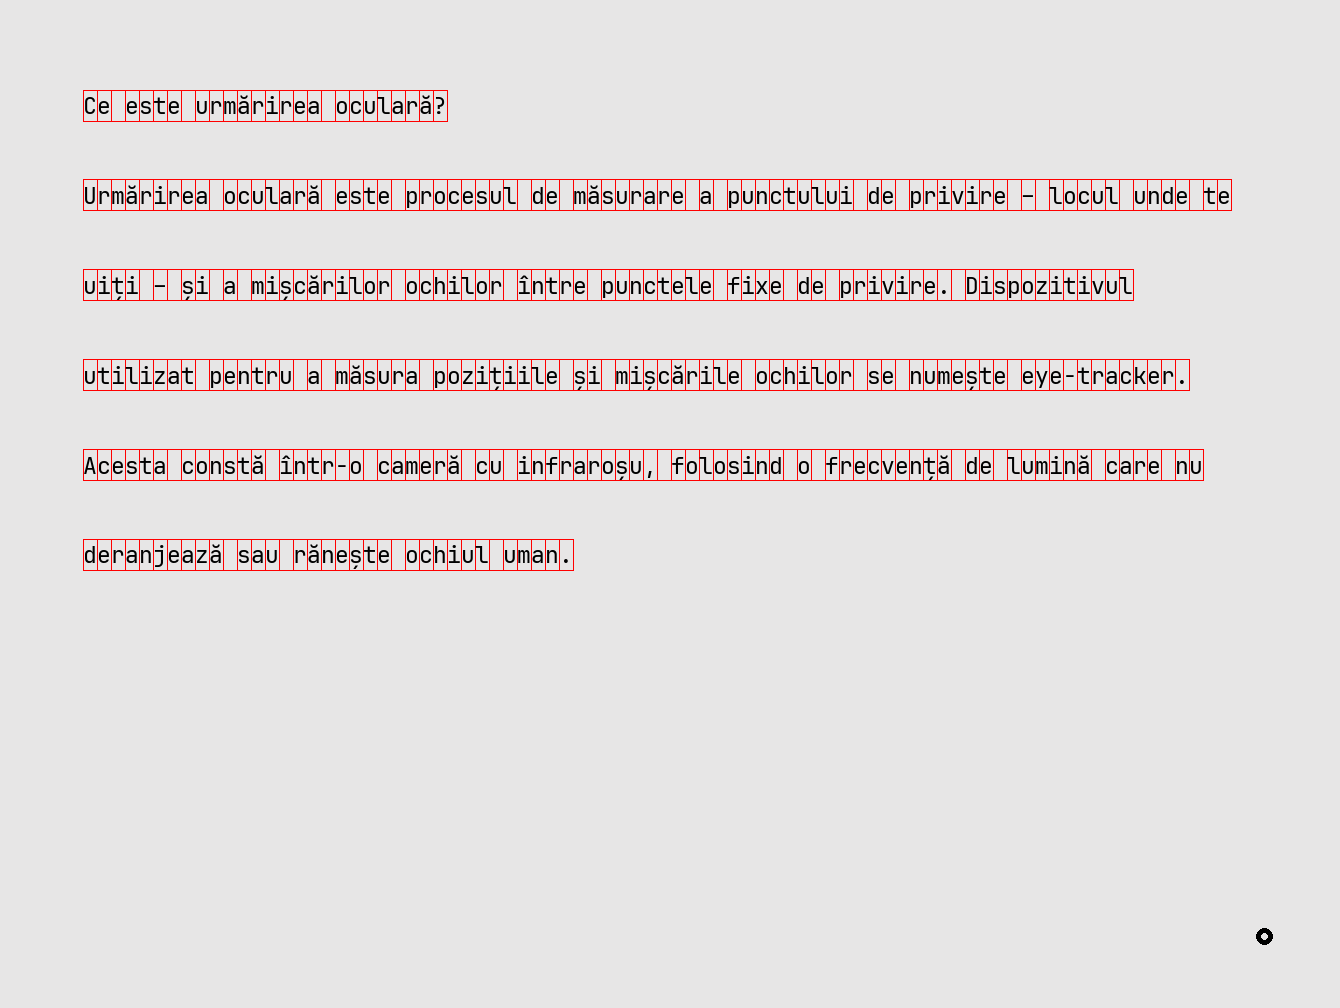 Ce este urmărirea oculară?
Urmărirea oculară este procesul de măsurare a punctului de privire – locul unde te
uiți – și a mișcărilor ochilor între punctele fixe de privire. Dispozitivul
utilizat pentru a măsura pozițiile și mișcările ochilor se numește eye-tracker.
Acesta constă într-o cameră cu infraroșu, folosind o frecvență de lumină care nu
deranjează sau rănește ochiul uman.